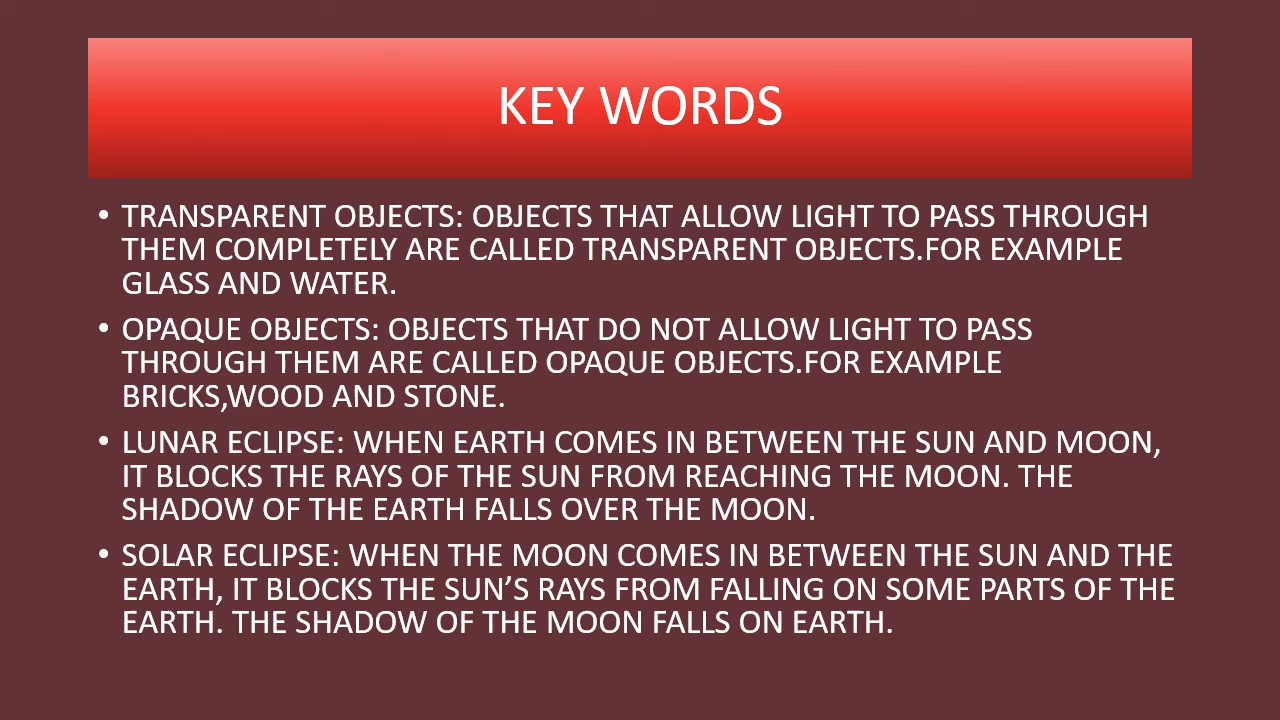 KEY WORDS
• TRANSPARENT OBJECTS: OBJECTS THAT ALLOW LIGHT TO PASS THROUGH
THEM COMPLETELY ARE CALLED TRANSPARENT OBJECTS.FOR EXAMPLE
GLASS AND WATER.
• OPAQUE OBJECTS: OBJECTS THAT DO NOT ALLOW LIGHT TO PASS
THROUGH THEM ARE CALLED OPAQUE OBJECTS.FOR EXAMPLE
BRICKS,WOOD AND STONE.
• LUNAR ECLIPSE: WHEN EARTH COMES IN BETWEEN THE SUN AND MOON,
IT BLOCKS THE RAYS OF THE SUN FROM REACHING THE MOON. THE
SHADOW OF THE EARTH FALLS OVER THE MOON.
• SOLAR ECLIPSE: WHEN THE MOON COMES IN BETWEEN THE SUN AND THE
EARTH, IT BLOCKS THE SUN’S RAYS FROM FALLING ON SOME PARTS OF THE
EARTH. THE SHADOW OF THE MOON FALLS ON EARTH.